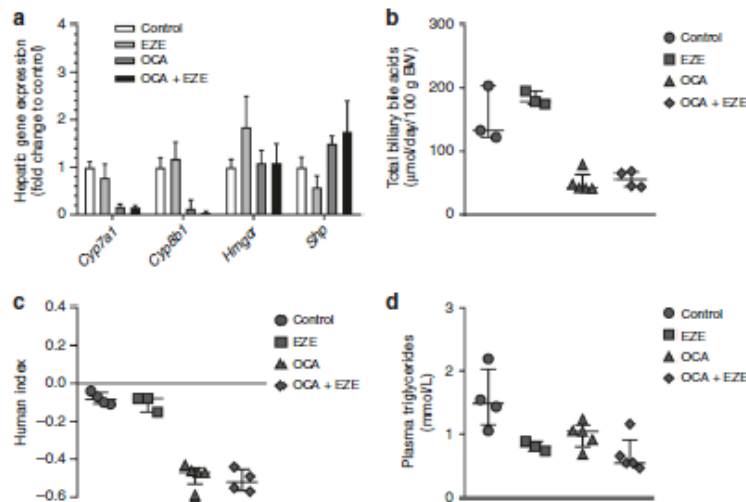 a
Hepatic gene expression
(fold change to control)
4
3
2
1
0
Control
EZE
OCA
OCA + EZE
Cyp7a1
Cyp8b1
Hmgcr
Shp
b
Total biliary bile acids
(µmol/day/100 g BW)
300
200
100
0
Control
EZE
OCA
OCA + EZE
c
Human index
0.4
0.2
0.0
−0.2
−0.4
−0.6
Control
EZE
OCA
OCA + EZE
d
Plasma triglycerides
(mmol/L)
3
2
1
0
Control
EZE
OCA
OCA + EZE